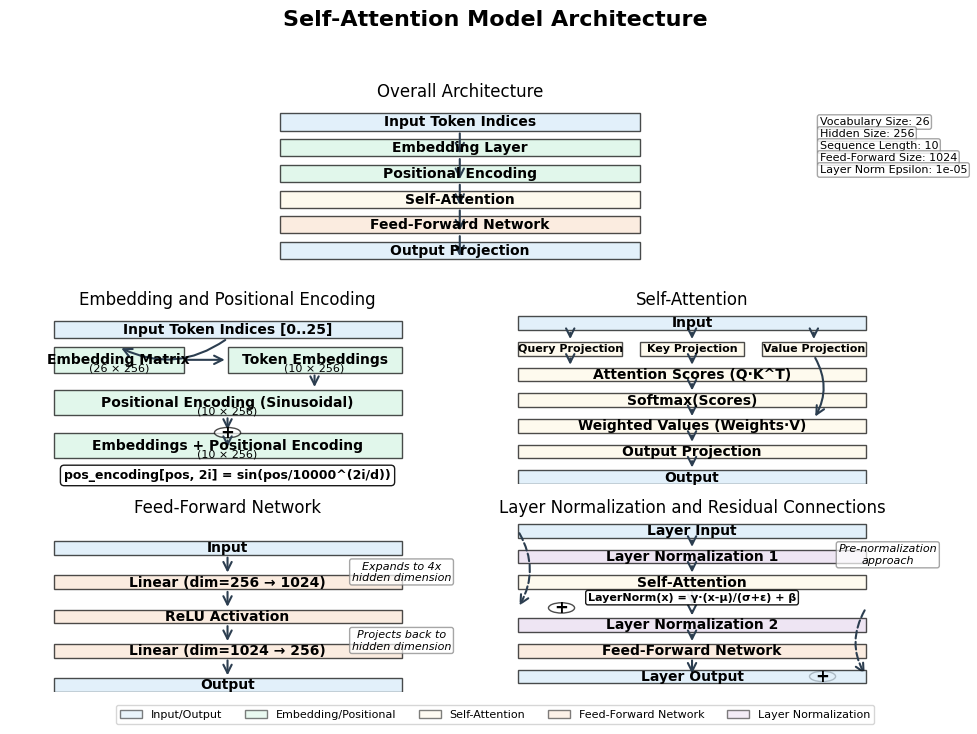 Self-Attention Model Architecture
Overall Architecture
Input Token Indices
Embedding Layer
Positional Encoding
Self-Attention
Feed-Forward Network
Output Projection
Vocabulary Size: 26
Hidden Size: 256
Sequence Length: 10
Feed-Forward Size: 1024
Layer Norm Epsilon: 1e-05
Embedding and Positional Encoding
Input Token Indices [0..25]
Embedding Matrix
(26 × 256)
Token Embeddings
(10 × 256)
Positional Encoding (Sinusoidal)
(10 × 256)
+
Embeddings + Positional Encoding
(10 × 256)
pos_encoding[pos, 2i] = sin(pos/10000^(2i/d))
Self-Attention
Input
Query Projection
Key Projection
Value Projection
Attention Scores (Q·K^T)
Softmax(Scores)
Weighted Values (Weights·V)
Output Projection
Output
Feed-Forward Network
Input
Linear (dim=256 → 1024)
Expands to 4x
hidden dimension
ReLU Activation
Linear (dim=1024 → 256)
Projects back to
hidden dimension
Output
Layer Normalization and Residual Connections
Layer Input
Layer Normalization 1
Pre-normalization
approach
Self-Attention
LayerNorm(x) = γ·(x-μ)/(σ+ε) + β
+
Layer Normalization 2
Feed-Forward Network
Layer Output
+
Input/Output
Embedding/Positional
Self-Attention
Feed-Forward Network
Layer Normalization